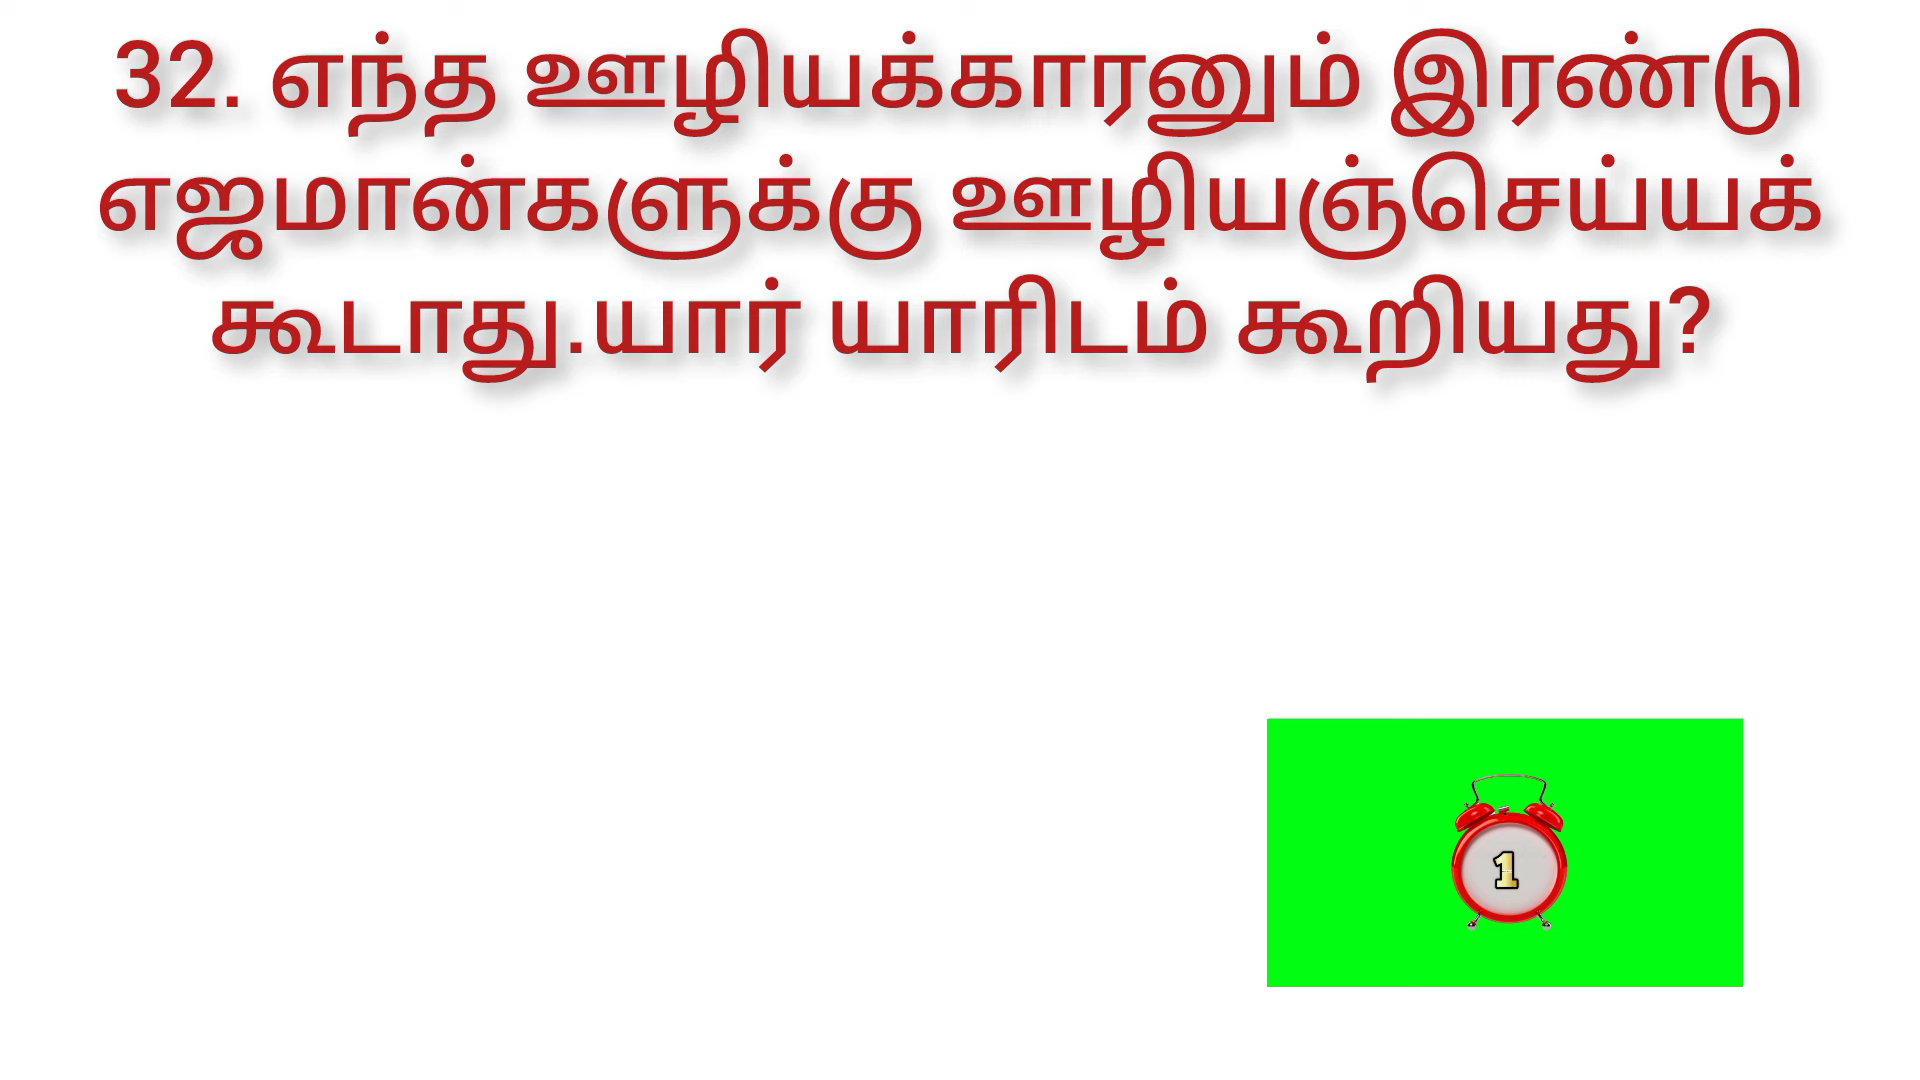 32. எந்த ஊழியக்காரனும் இரண்டு
எஜமான்களுக்கு ஊழியஞ்செய்யக்
கூடாது.யார் யாரிடம் கூறியது?
1